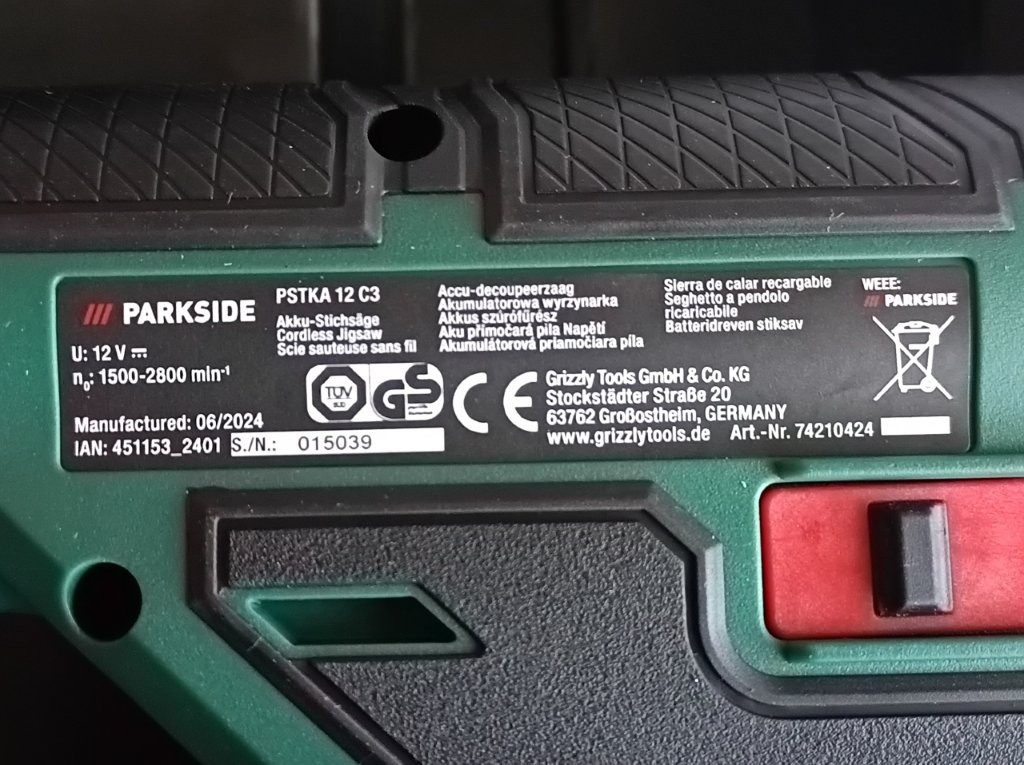 PARKSIDE
U: 12 V
n₀: 1500-2800 min⁻¹
Manufactured: 06/2024
IAN: 451153_2401 S./N.: 015039
PSTKA 12 C3
Akku-Stichsäge
Cordless Jigsaw
Scie sauteuse sans fil
Accu-decoupeerzaag
Akumulatorowa wyrzynarka
Akkus szúrófűrész
Aku přímočará pila Napětí
Akumulátorová priamočiara píla
Sierra de calar recargable
Seghetto a pendolo
ricaricabile
Batteridreven stiksav
WEEE:
PARKSIDE
TÜV
SÜD
GS
CE
Grizzly Tools GmbH & Co. KG
Stockstädter Straße 20
63762 Großostheim, GERMANY
www.grizzlytools.de Art.-Nr. 74210424